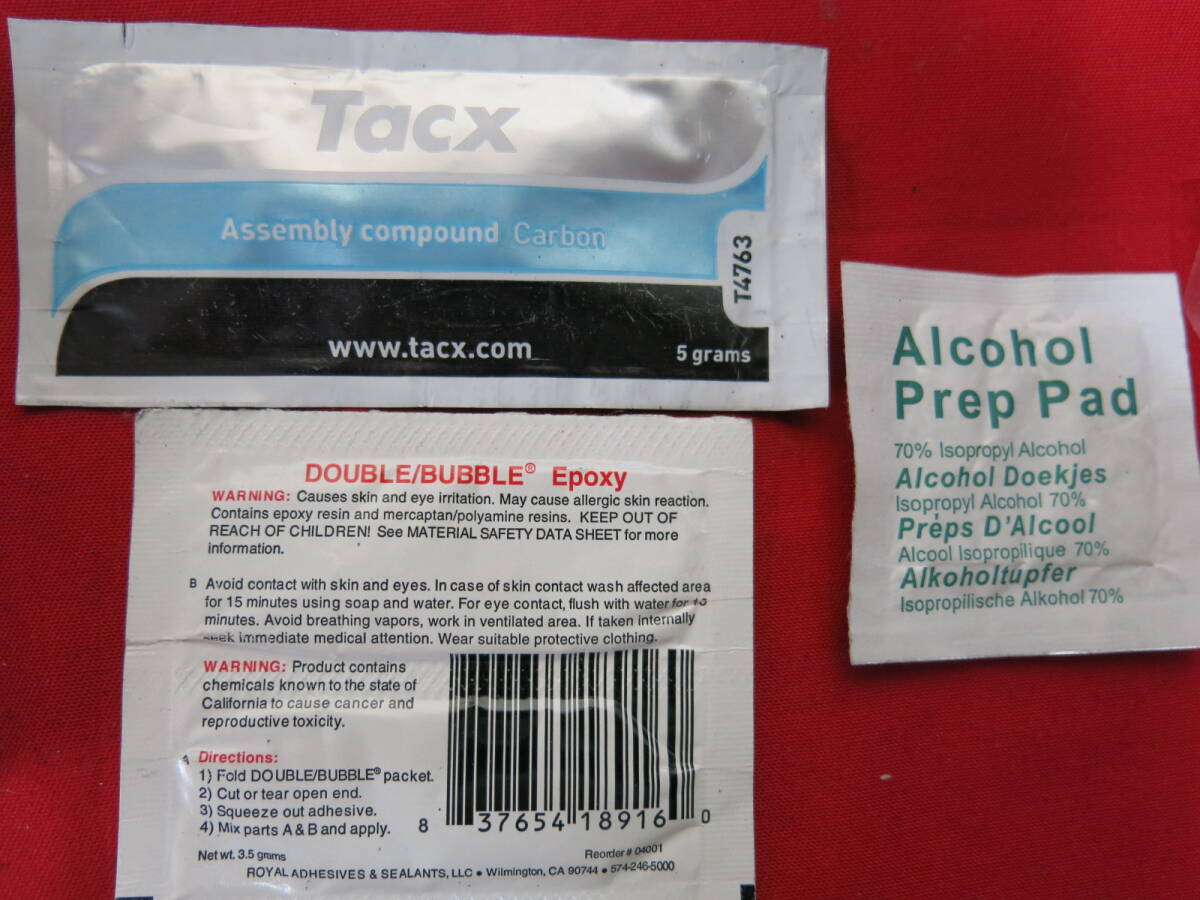 Tacx
Assembly compound Carbon
T4763
www.tacx.com
5 grams
Alcohol
Prep Pad
70% Isopropyl Alcohol
Alcohol Doekjes
Isopropyl Alcohol 70%
Prèps D'Alcool
Alcool Isopropilique 70%
Alkoholtupfer
Isopropilische Alkohol 70%
DOUBLE/BUBBLE® Epoxy
WARNING: Causes skin and eye irritation. May cause allergic skin reaction.
Contains epoxy resin and mercaptan/polyamine resins. KEEP OUT OF
REACH OF CHILDREN! See MATERIAL SAFETY DATA SHEET for more
information.
B Avoid contact with skin and eyes. In case of skin contact wash affected area
for 15 minutes using soap and water. For eye contact, flush with water for
minutes. Avoid breathing vapors, work in ventilated area. If taken internally
seek immediate medical attention. Wear suitable protective clothing.
WARNING: Product contains
chemicals known to the state of
California to cause cancer and
reproductive toxicity.
A Directions:
1) Fold DOUBLE/BUBBLE® packet.
2) Cut or tear open end.
3) Squeeze out adhesive.
4) Mix parts A & B and apply.
8 37654 18916 0
Net wt. 3.5 grams
Reorder # 04001
ROYAL ADHESIVES & SEALANTS, LLC • Wilmington, CA 90744 • 574-246-5000